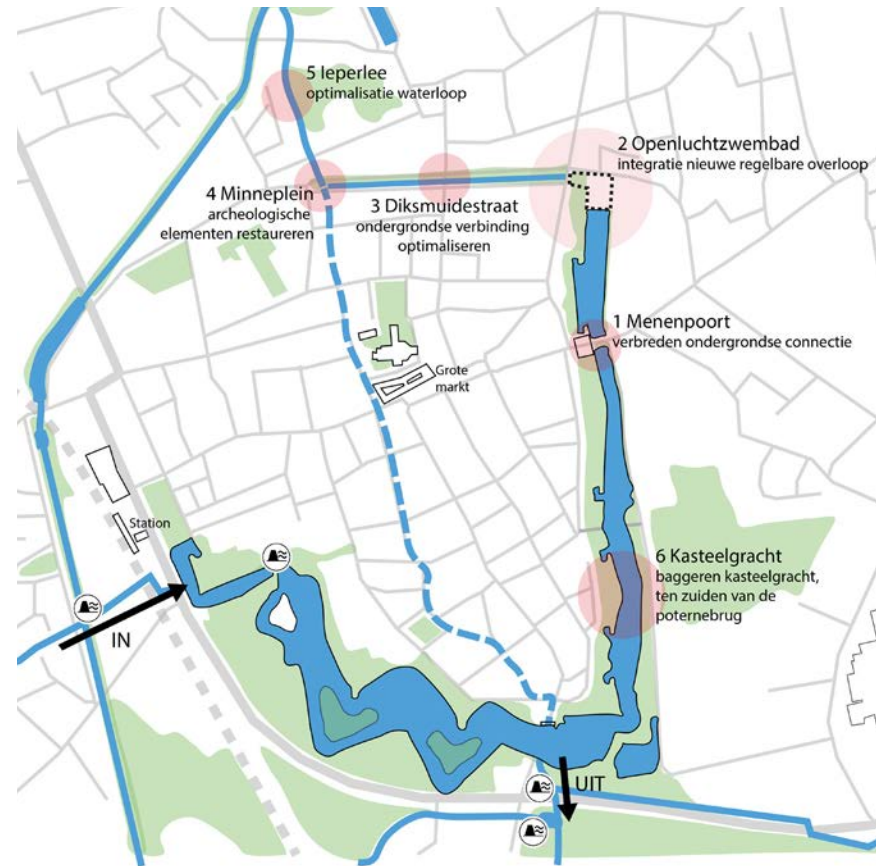 5 Ieperlee
optimalisatie waterloop
2 Openluchtzwembad
integratie nieuwe regelbare overloop
4 Minneplein
archeologische
elementen restaureren
3 Diksmuidestraat
ondergrondse verbinding
optimaliseren
1 Menenpoort
verbreden ondergrondse connectie
Grote
markt
Station
6 Kasteelgracht
baggeren kasteelgracht,
ten zuiden van de
poternebrug
IN
UIT